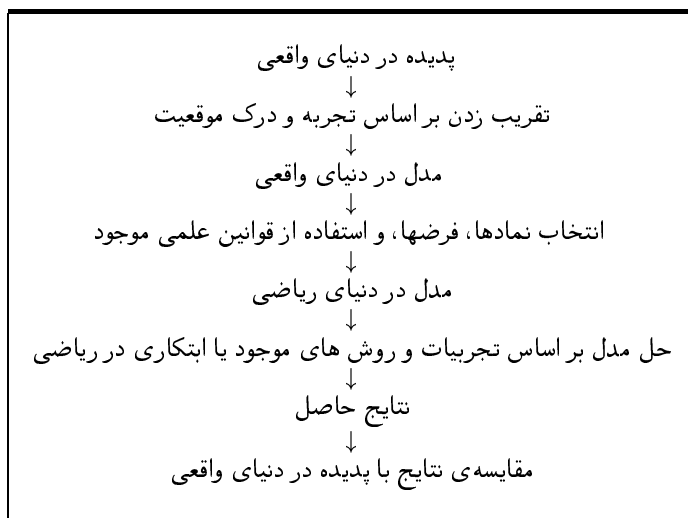 پدیده در دنیای واقعی
↓
تقریب زدن بر اساس تجربه و درک موقعیت
↓
مدل در دنیای واقعی
↓
انتخاب نمادها، فرضها، و استفاده از قوانین علمی موجود
↓
مدل در دنیای ریاضی
↓
حل مدل بر اساس تجربیات و روش های موجود یا ابتکاری در ریاضی
↓
نتایج حاصل
↓
مقایسه‌ی نتایج با پدیده در دنیای واقعی